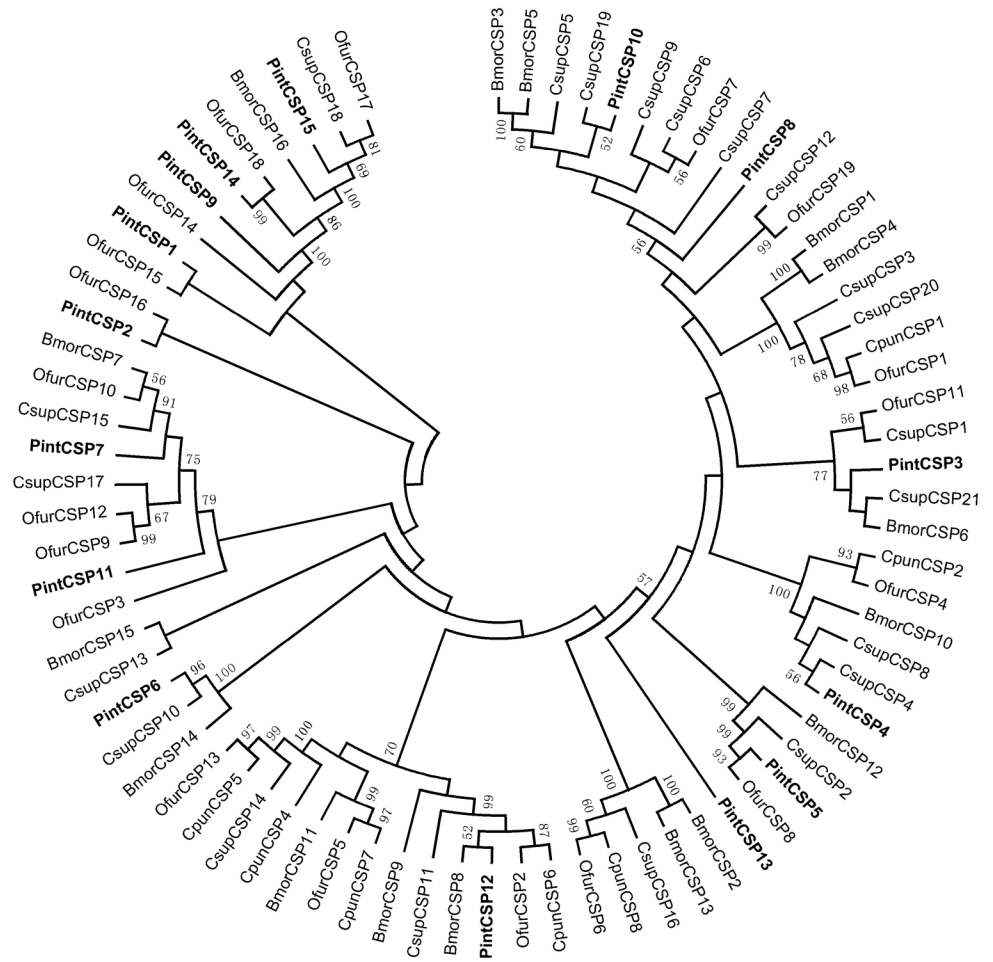 BmorCSP3
BmorCSP5
CsupCSP5
CsupCSP19
PintCSP10
CsupCSP9
CsupCSP6
OfurCSP7
CsupCSP7
PintCSP8
CsupCSP12
OfurCSP19
BmorCSP1
BmorCSP4
CsupCSP3
CsupCSP20
CpunCSP1
OfurCSP1
OfurCSP11
CsupCSP1
PintCSP3
CsupCSP21
BmorCSP6
CpunCSP2
OfurCSP4
BmorCSP10
CsupCSP8
CsupCSP4
PintCSP4
BmorCSP12
CsupCSP2
PintCSP5
OfurCSP8
PintCSP13
BmorCSP2
BmorCSP13
CsupCSP16
CpunCSP8
OfurCSP6
CpunCSP6
OfurCSP2
PintCSP12
BmorCSP8
CsupCSP11
BmorCSP9
CpunCSP7
OfurCSP5
BmorCSP11
CpunCSP4
CsupCSP14
CpunCSP5
OfurCSP13
BmorCSP14
CsupCSP10
PintCSP6
CsupCSP13
BmorCSP15
OfurCSP3
PintCSP11
OfurCSP9
OfurCSP12
CsupCSP17
PintCSP7
CsupCSP15
OfurCSP10
BmorCSP7
PintCSP2
OfurCSP16
OfurCSP15
PintCSP1
OfurCSP14
PintCSP9
PintCSP14
OfurCSP18
BmorCSP16
PintCSP15
CsupCSP18
OfurCSP17
100
60
52
56
56
99
100
100
78
68
98
56
77
93
100
56
99
99
93
57
100
100
60
99
87
99
52
70
99
97
100
99
97
100
96
79
75
67
99
91
56
100
86
99
100
69
81